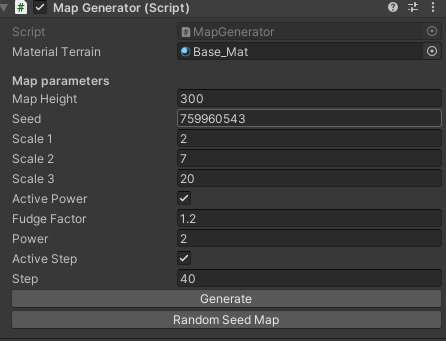 Map Generator (Script)
Script MapGenerator
Material Terrain Base_Mat
Map parameters
Map Height 300
Seed 759960543
Scale 1 2
Scale 2 7
Scale 3 20
Active Power
Fudge Factor 1.2
Power 2
Active Step
Step 40
Generate
Random Seed Map